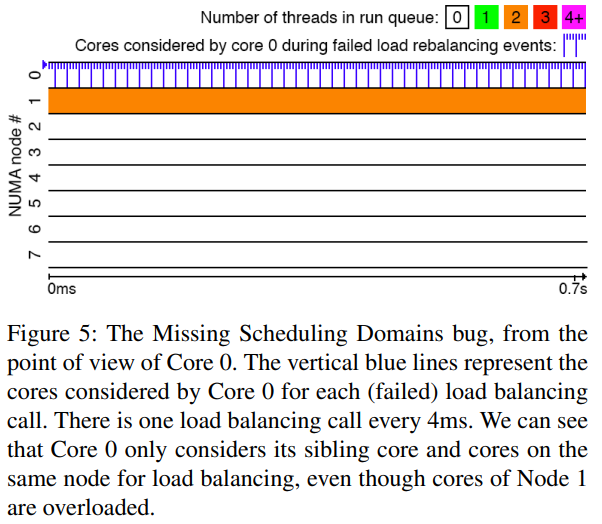 Number of threads in run queue: 0 1 2 3 4+
Cores considered by core 0 during failed load rebalancing events:
NUMA node #
0
1
2
3
4
5
6
7
0ms 0.7s
Figure 5: The Missing Scheduling Domains bug, from the
point of view of Core 0. The vertical blue lines represent the
cores considered by Core 0 for each (failed) load balancing
call. There is one load balancing call every 4ms. We can see
that Core 0 only considers its sibling core and cores on the
same node for load balancing, even though cores of Node 1
are overloaded.